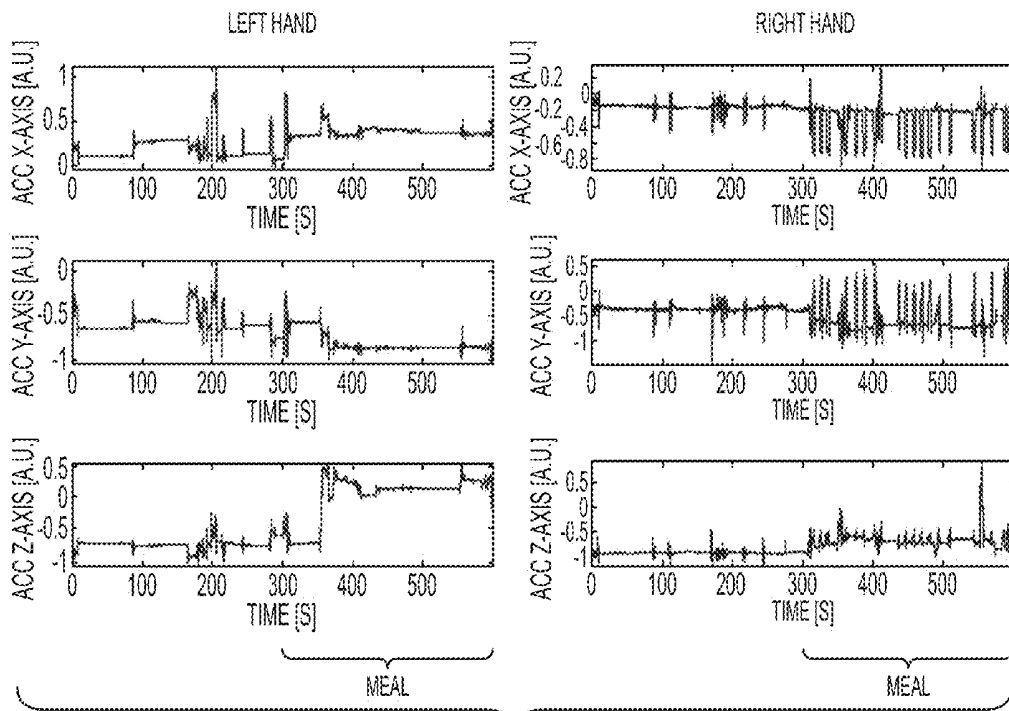 LEFT HAND
ACC X-AXIS [A.U.]
1
0.5
0
0 100 200 300 400 500
TIME [S]
ACC Y-AXIS [A.U.]
0
-0.5
-1
0 100 200 300 400 500
TIME [S]
ACC Z-AXIS [A.U.]
0.5
0
-0.5
-1
0 100 200 300 400 500
TIME [S]
MEAL
RIGHT HAND
ACC X-AXIS [A.U.]
0.2
0
-0.2
-0.4
-0.6
-0.8
0 100 200 300 400 500
TIME [S]
ACC Y-AXIS [A.U.]
0.5
0
-0.5
-1
0 100 200 300 400 500
TIME [S]
ACC Z-AXIS [A.U.]
0.5
0
-0.5
-1
0 100 200 300 400 500
TIME [S]
MEAL